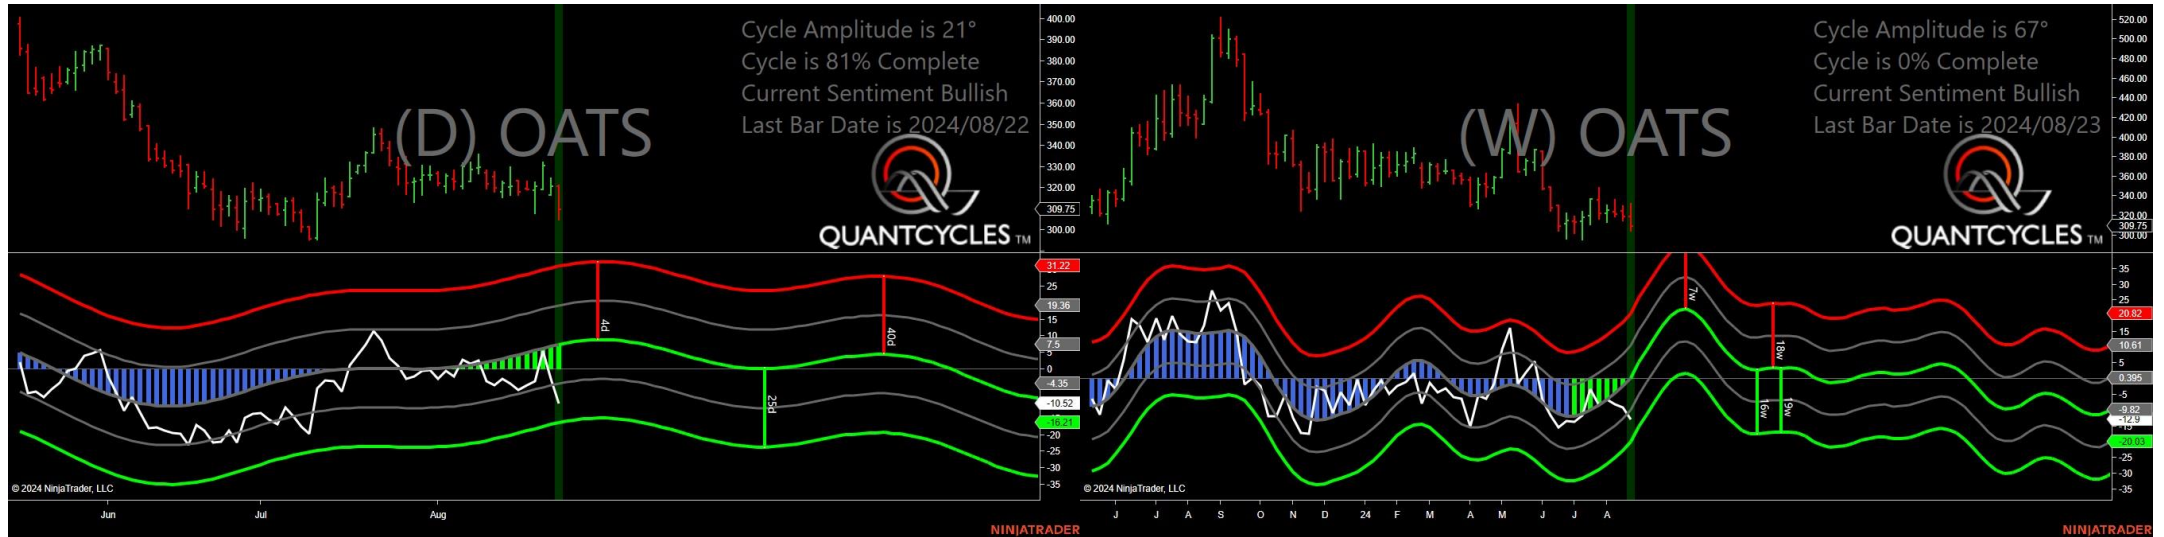 Cycle Amplitude is 21°
Cycle is 81% Complete
Current Sentiment Bullish
Last Bar Date is 2024/08/22
(D) OATS
QUANTCYCLES TM
400.00
390.00
380.00
370.00
360.00
350.00
340.00
330.00
320.00
309.75
300.00
31.22
25
19.36
15
10
7.5
5
0
-4.35
-10.52
-16.21
-20
-25
-30
-35
4d
25d
40d
© 2024 NinjaTrader, LLC
Jun
Jul
Aug
NINJATRADER
Cycle Amplitude is 67°
Cycle is 0% Complete
Current Sentiment Bullish
Last Bar Date is 2024/08/23
(W) OATS
QUANTCYCLES TM
520.00
500.00
480.00
460.00
440.00
420.00
400.00
380.00
360.00
340.00
320.00
309.75
300.00
35
30
25
20.82
15
10.61
5
0.395
-5
-9.82
-12.9
-15
-20.03
-25
-30
-35
7w
18w
16w
19w
© 2024 NinjaTrader, LLC
J
J
A
S
O
N
D
24
F
M
A
M
J
J
A
NINJATRADER